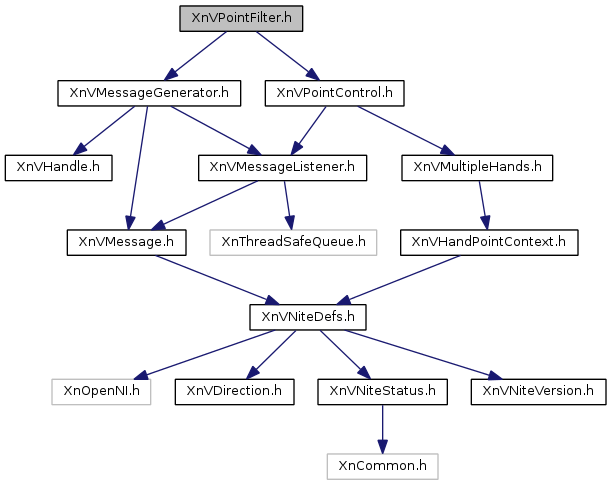 XnVPointFilter.h
XnVMessageGenerator.h
XnVPointControl.h
XnVHandle.h
XnVMessageListener.h
XnVMultipleHands.h
XnVMessage.h
XnThreadSafeQueue.h
XnVHandPointContext.h
XnVNiteDefs.h
XnOpenNI.h
XnVDirection.h
XnVNiteStatus.h
XnVNiteVersion.h
XnCommon.h